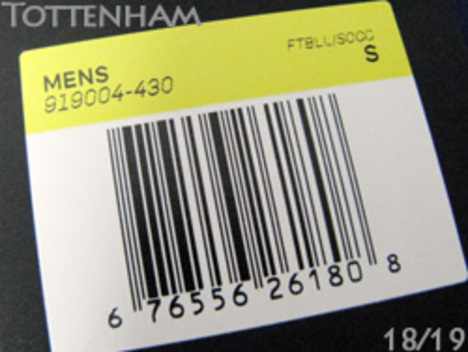 TOTTENHAM
MENS
919004-430
FTBLL/SOCC
S
6 76556 26180 8
18/19